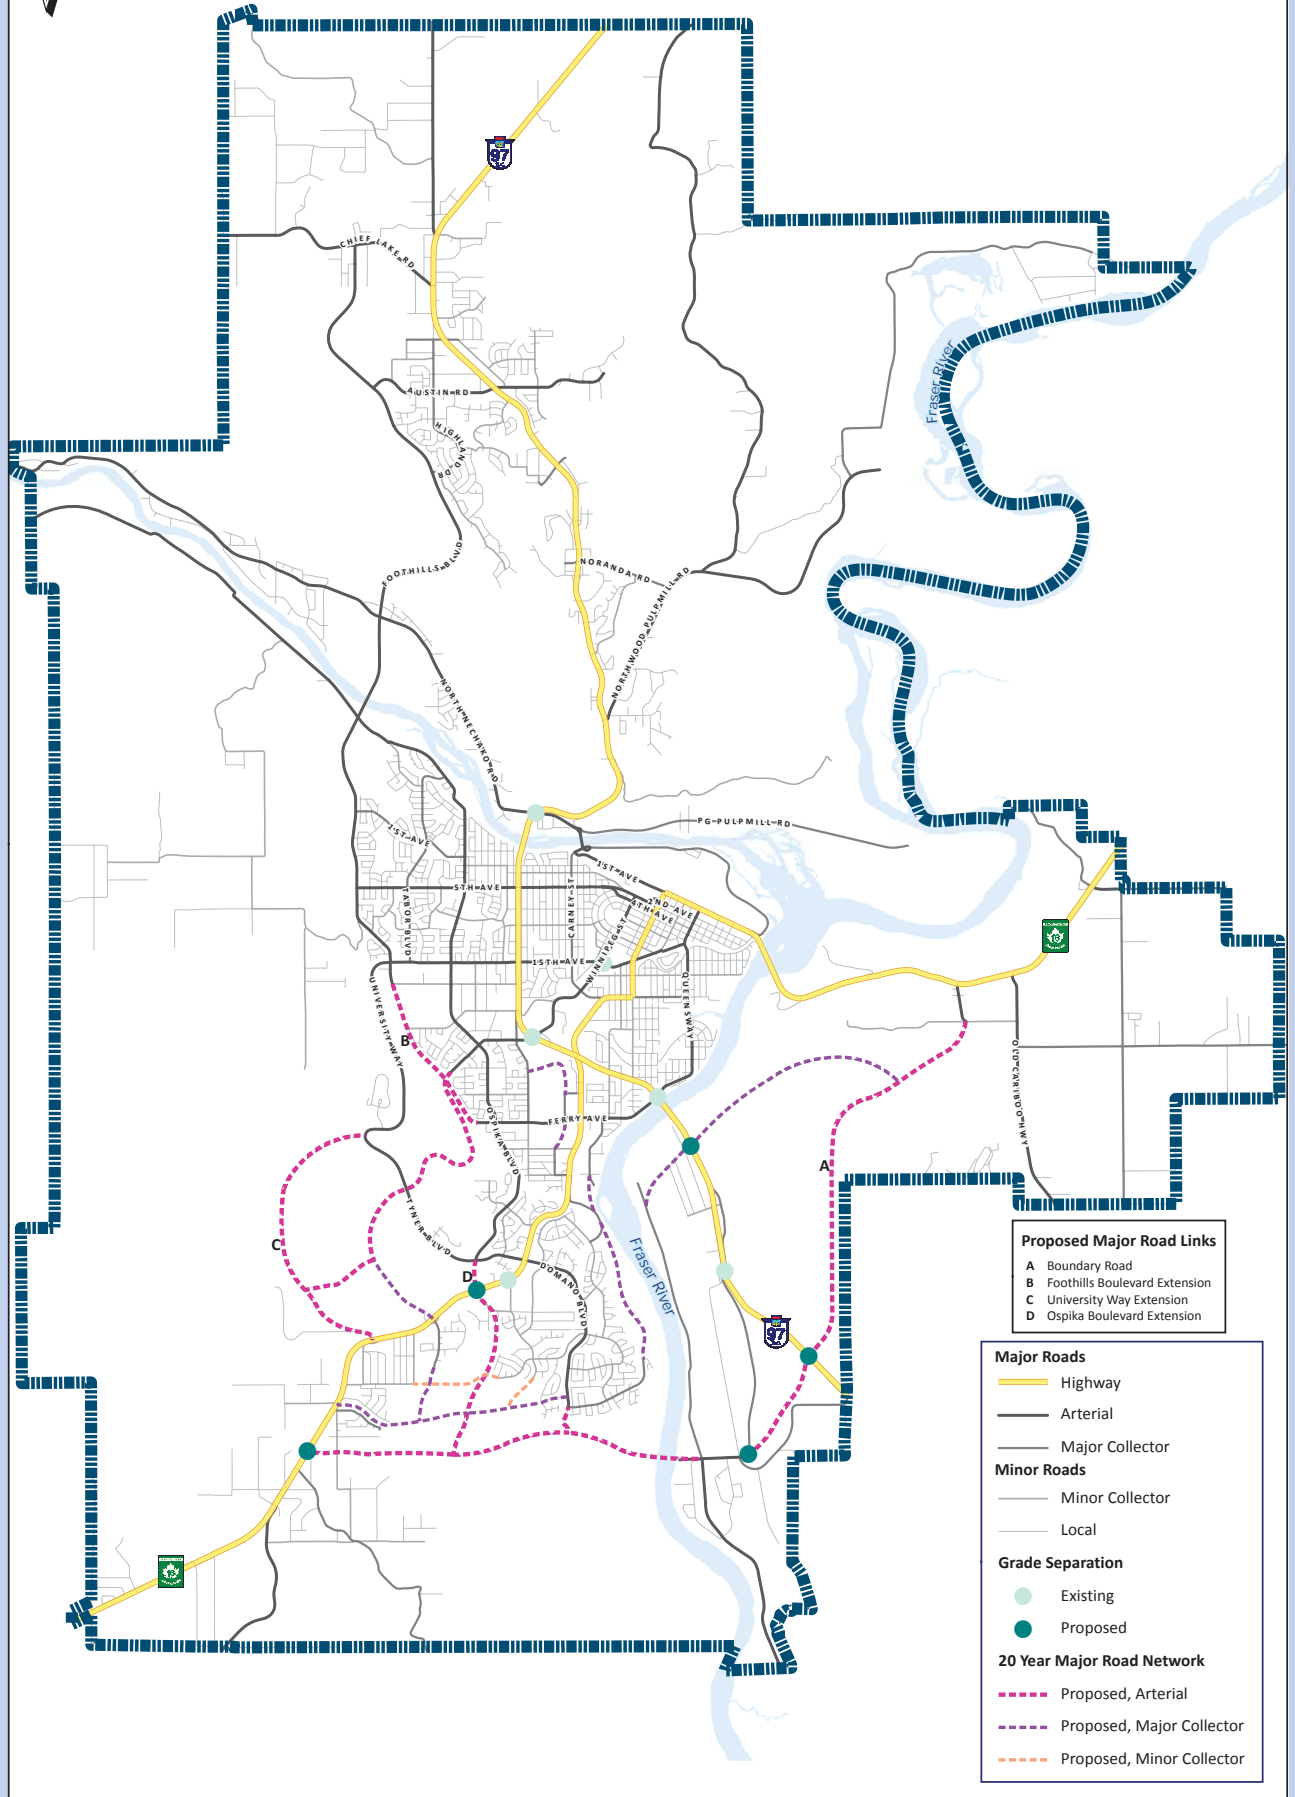 97
CHIEF LAKE RD
Fraser River
AUSTIN RD
HIGHLAND DR
FOOTHILLS BLVD
NORANDA RD
NORTHWOOD PULPMILL RD
NORTH NECHAKO RD
PG PULPMILL RD
1ST AVE
1ST AVE
5TH AVE
2ND AVE
4TH AVE
TABOR BLVD
CARNEY ST
WINNIPEG ST
15TH AVE
QUEENSWAY
UNIVERSITY WAY
B
OLD CARIBOO HWY
OSPIKA BLVD
FERRY AVE
A
TYNER BLVD
C
D
DOMANO BLVD
Fraser River
97
Proposed Major Road Links
A Boundary Road
B Foothills Boulevard Extension
C University Way Extension
D Ospika Boulevard Extension
Major Roads
Highway
Arterial
Major Collector
Minor Roads
Minor Collector
Local
Grade Separation
Existing
Proposed
20 Year Major Road Network
Proposed, Arterial
Proposed, Major Collector
Proposed, Minor Collector